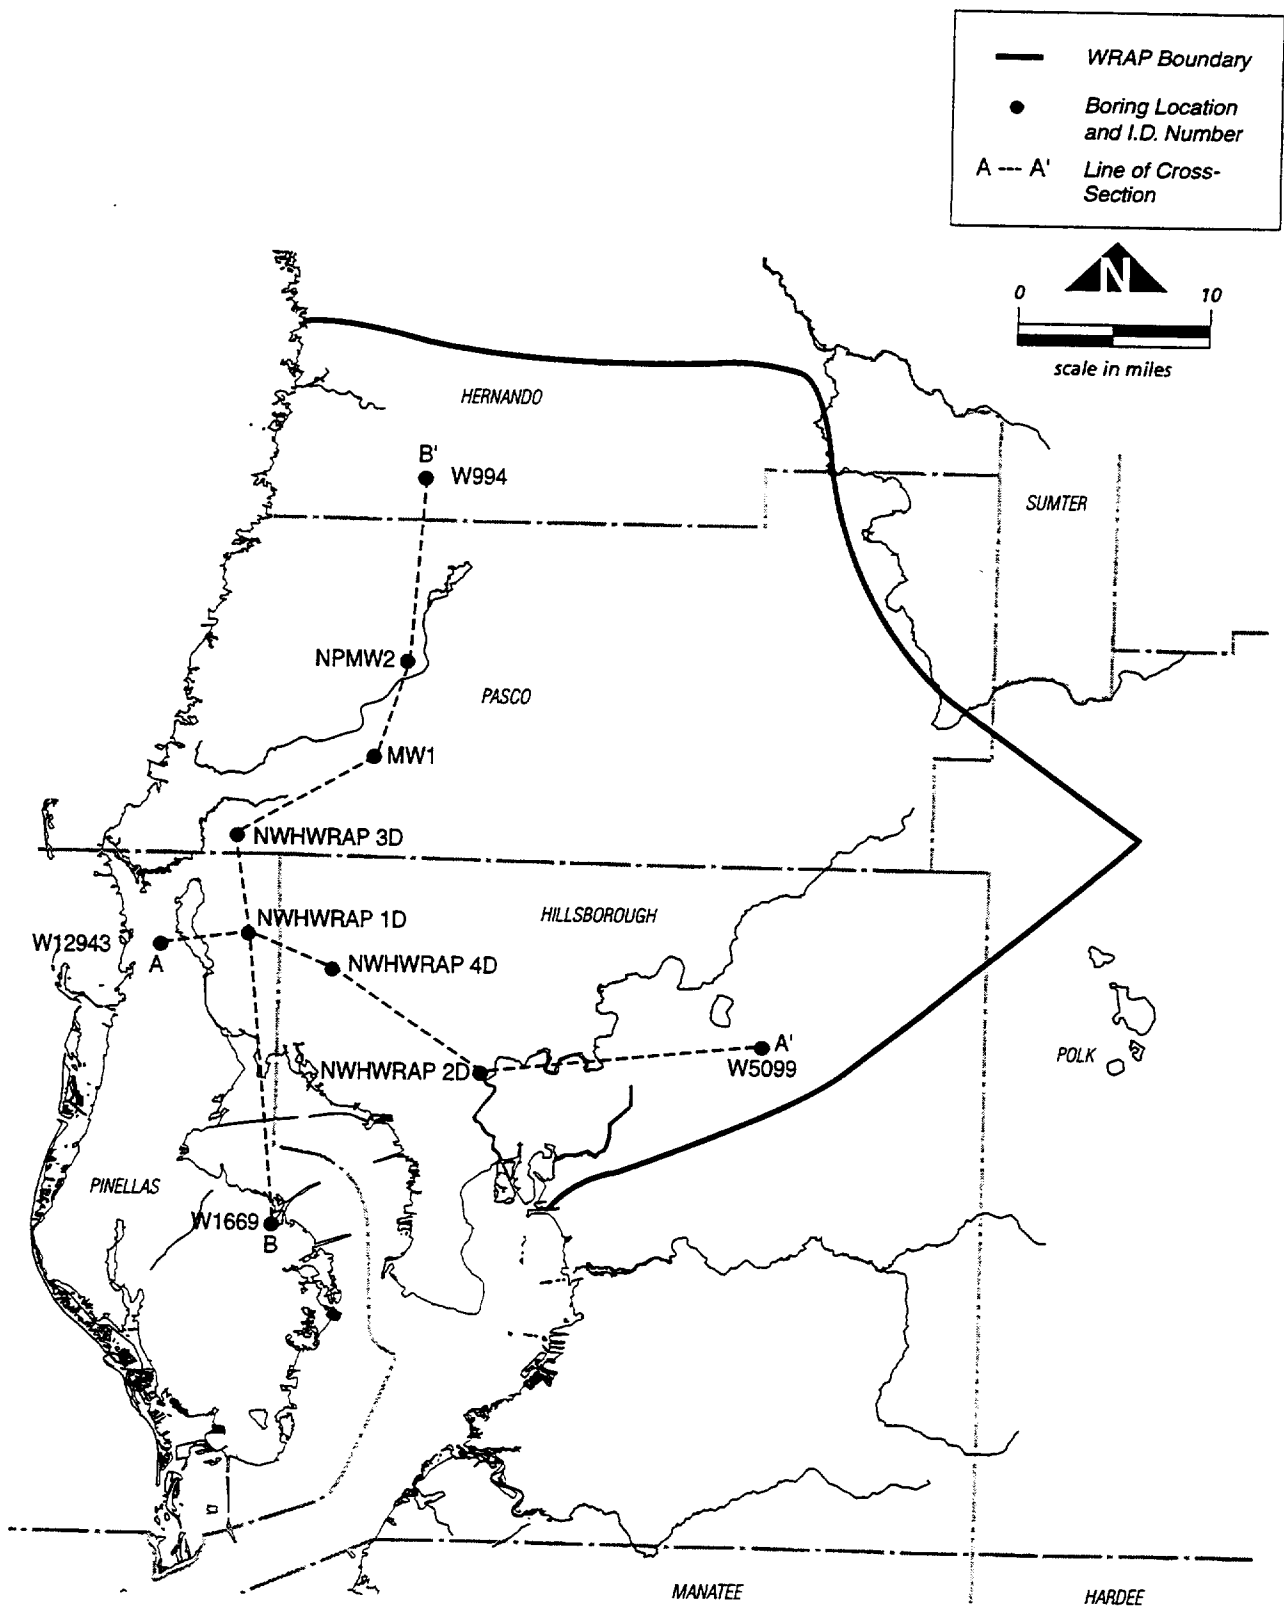 WRAP Boundary
Boring Location
and I.D. Number
A --- A' Line of Cross-
Section
N
0 10
scale in miles
HERNANDO
B'
W994
SUMTER
NPMW2
PASCO
MW1
NWHWRAP 3D
HILLSBOROUGH
NWHWRAP 1D
W12943
A
NWHWRAP 4D
A'
W5099
NWHWRAP 2D
POLK
PINELLAS
W1669
B
MANATEE
HARDEE